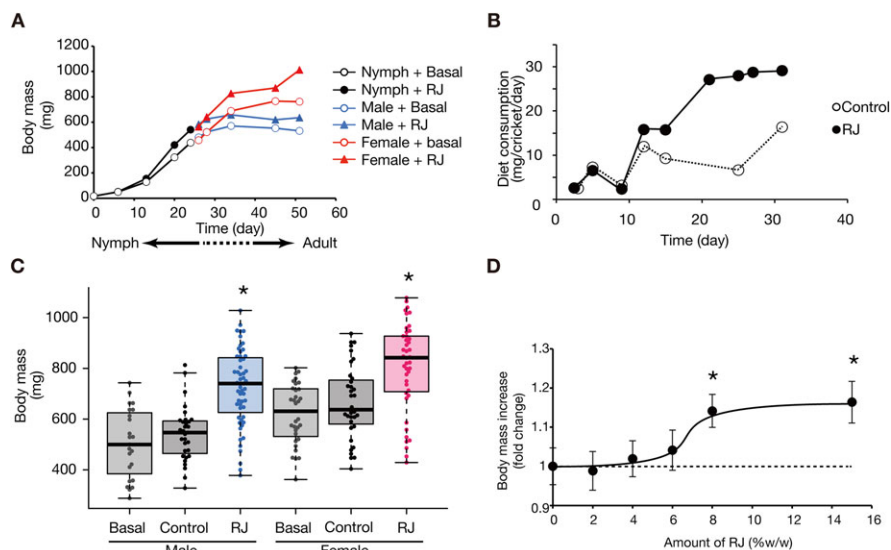 A
Body mass
(mg)
1200
1000
800
600
400
200
0
0 10 20 30 40 50 60
Time (day)
Nymph Adult
Nymph + Basal
Nymph + RJ
Male + Basal
Male + RJ
Female + basal
Female + RJ
B
Diet consumption
(mg/cricket/day)
30
20
10
0
0 10 20 30 40
Time (day)
Control
RJ
C
Body mass
(mg)
1000
800
600
400
* *
Basal Control RJ Basal Control RJ
Male Female
D
Body mass increase
(fold change)
1.3
1.2
1.1
1.0
0.9
* *
0 2 4 6 8 10 12 14 16
Amount of RJ (%w/w)